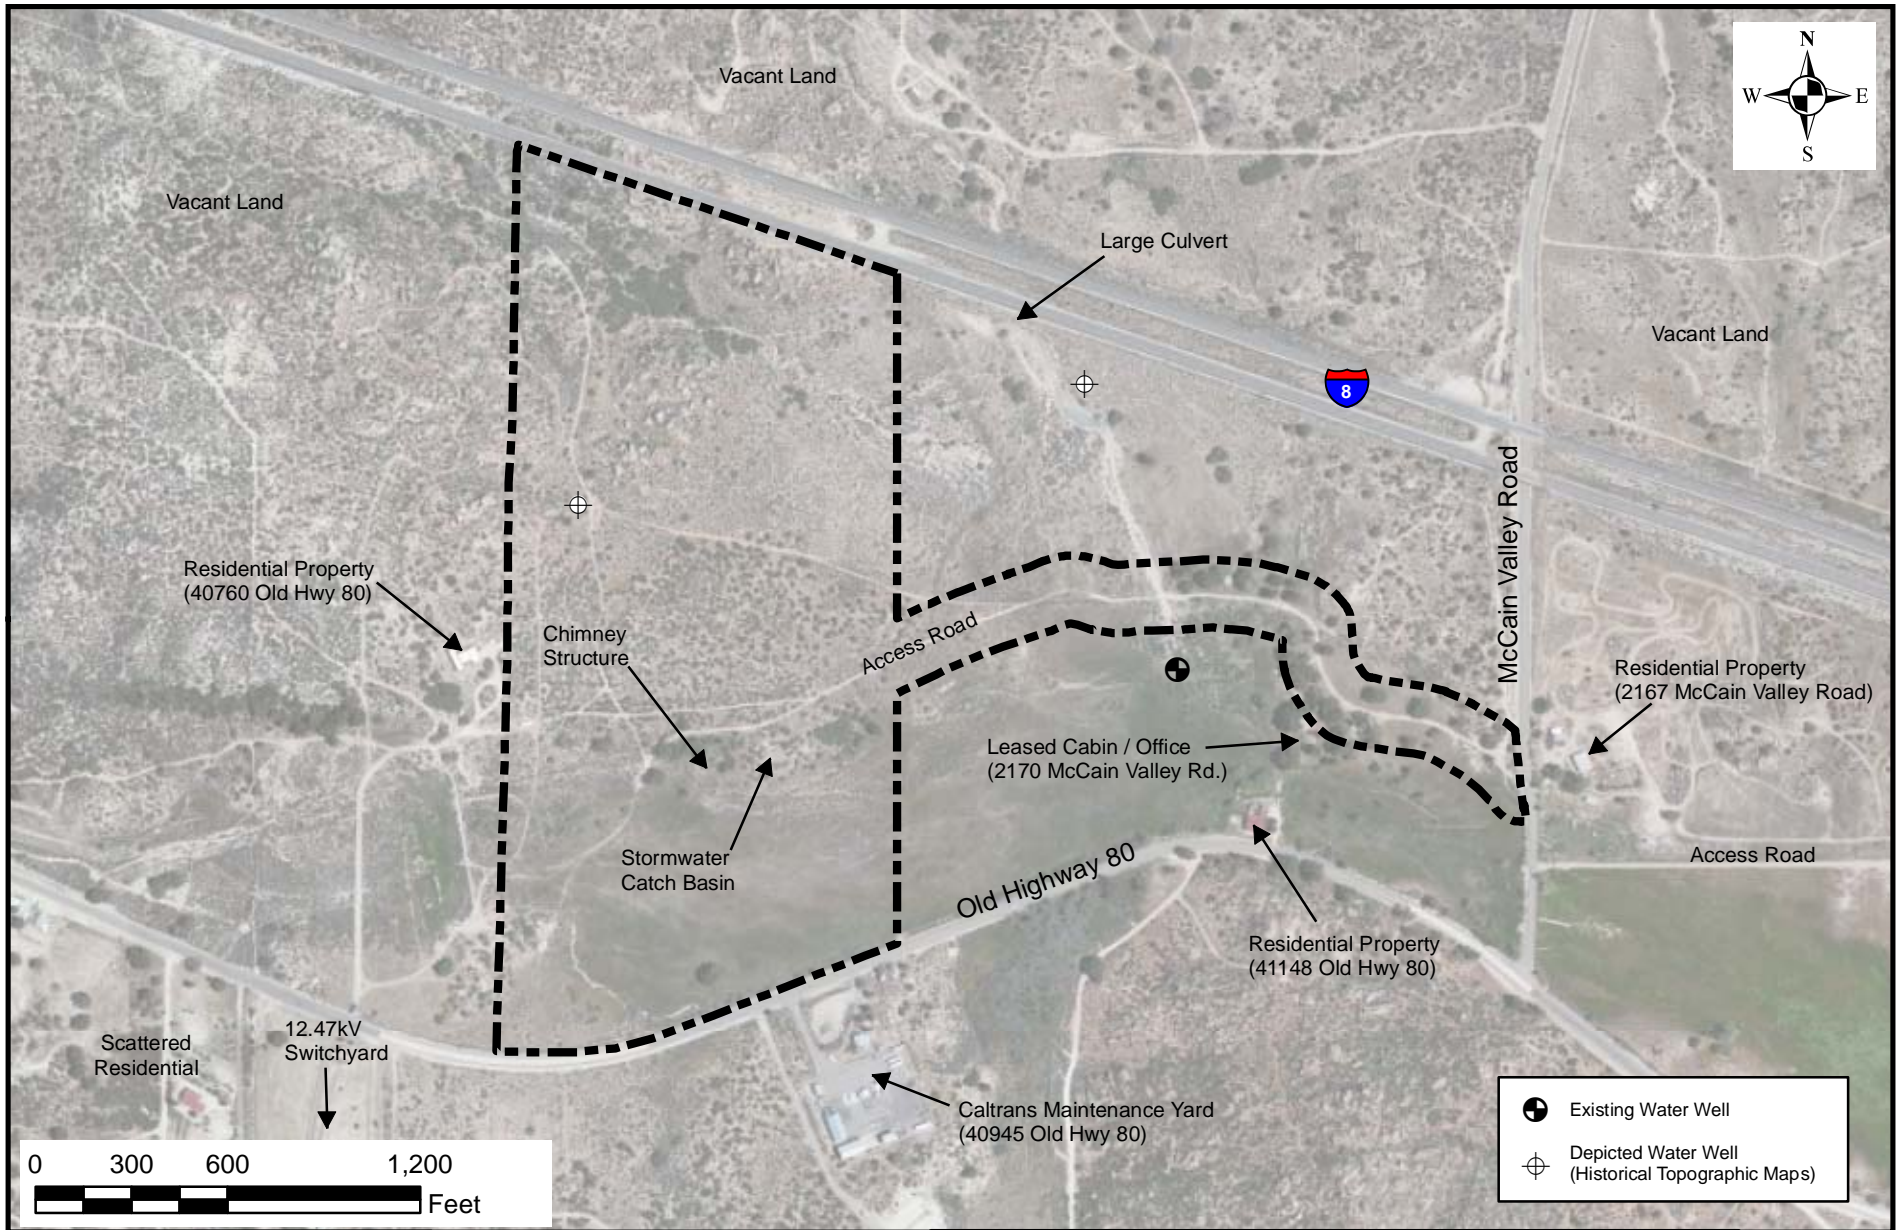 Vacant Land
N
W E
S
Vacant Land
Large Culvert
Vacant Land
8
McCain Valley Road
Residential Property
(40760 Old Hwy 80)
Chimney
Structure
Access Road
Residential Property
(2167 McCain Valley Road)
Leased Cabin / Office
(2170 McCain Valley Rd.)
Stormwater
Catch Basin
Old Highway 80
Access Road
Residential Property
(41148 Old Hwy 80)
Scattered
Residential
12.47kV
Switchyard
Caltrans Maintenance Yard
(40945 Old Hwy 80)
Existing Water Well
Depicted Water Well
(Historical Topographic Maps)
0 300 600 1,200
Feet